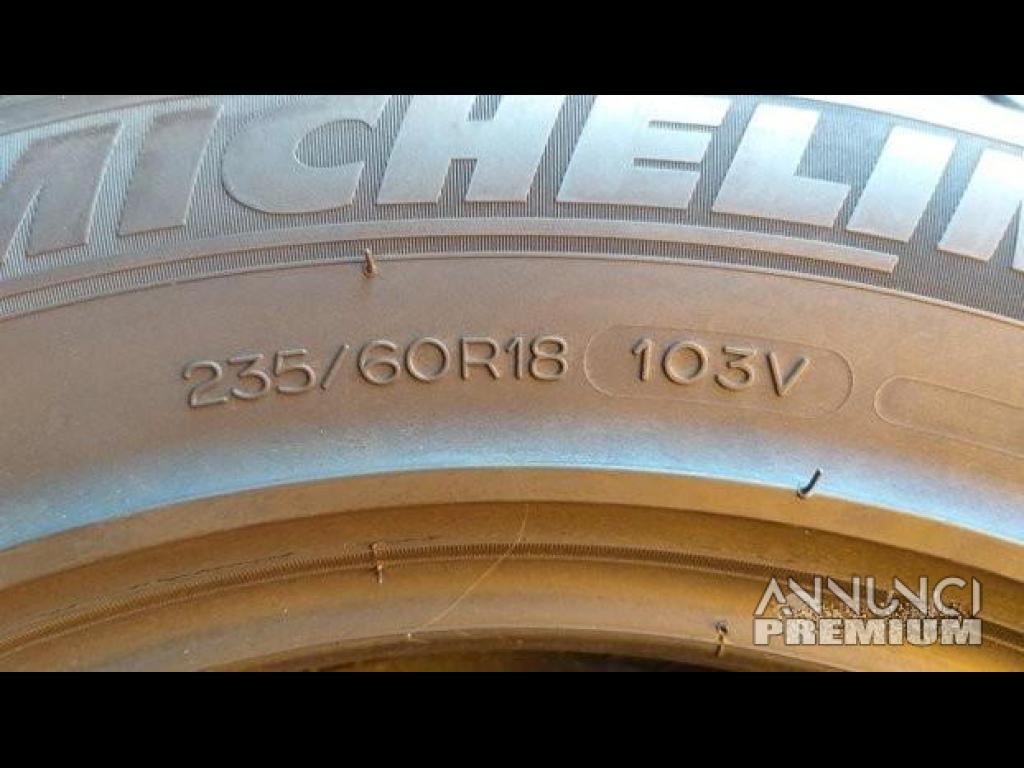 MICHELIN
235/60R18 103V
ANNUNCI
PREMIUM